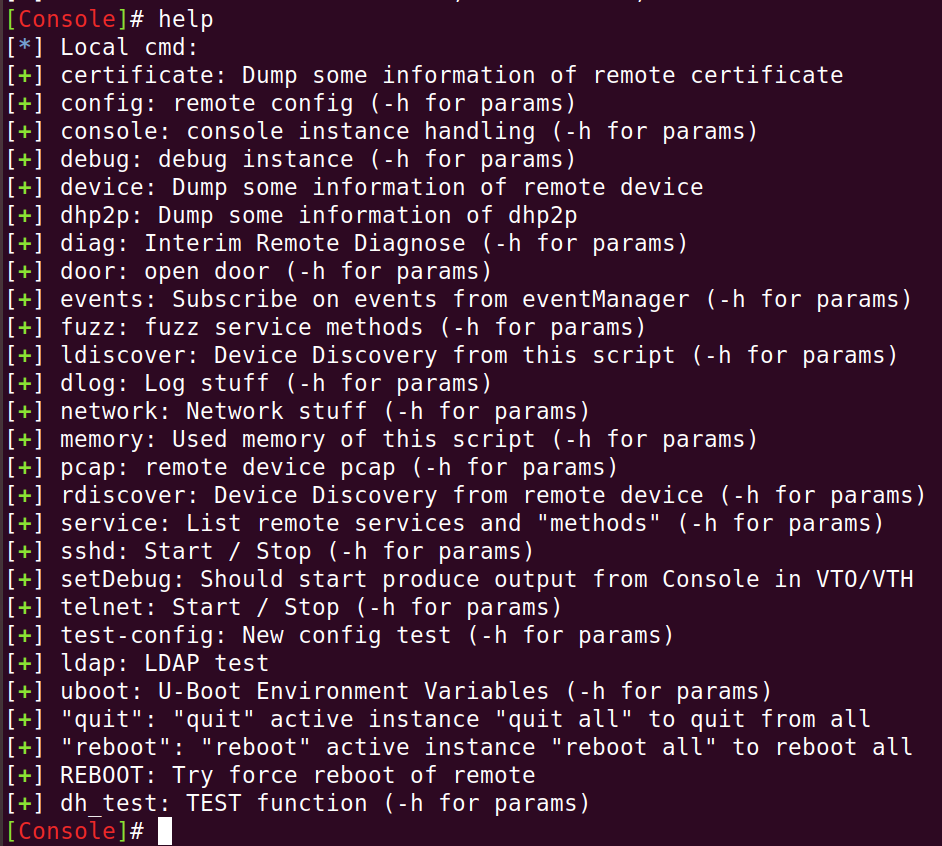 [Console]# help
[*] Local cmd:
[+] certificate: Dump some information of remote certificate
[+] config: remote config (-h for params)
[+] console: console instance handling (-h for params)
[+] debug: debug instance (-h for params)
[+] device: Dump some information of remote device
[+] dhp2p: Dump some information of dhp2p
[+] diag: Interim Remote Diagnose (-h for params)
[+] door: open door (-h for params)
[+] events: Subscribe on events from eventManager (-h for params)
[+] fuzz: fuzz service methods (-h for params)
[+] ldiscover: Device Discovery from this script (-h for params)
[+] dlog: Log stuff (-h for params)
[+] network: Network stuff (-h for params)
[+] memory: Used memory of this script (-h for params)
[+] pcap: remote device pcap (-h for params)
[+] rdiscover: Device Discovery from remote device (-h for params)
[+] service: List remote services and "methods" (-h for params)
[+] sshd: Start / Stop (-h for params)
[+] setDebug: Should start produce output from Console in VTO/VTH
[+] telnet: Start / Stop (-h for params)
[+] test-config: New config test (-h for params)
[+] ldap: LDAP test
[+] uboot: U-Boot Environment Variables (-h for params)
[+] "quit": "quit" active instance "quit all" to quit from all
[+] "reboot": "reboot" active instance "reboot all" to reboot all
[+] REBOOT: Try force reboot of remote
[+] dh_test: TEST function (-h for params)
[Console]#